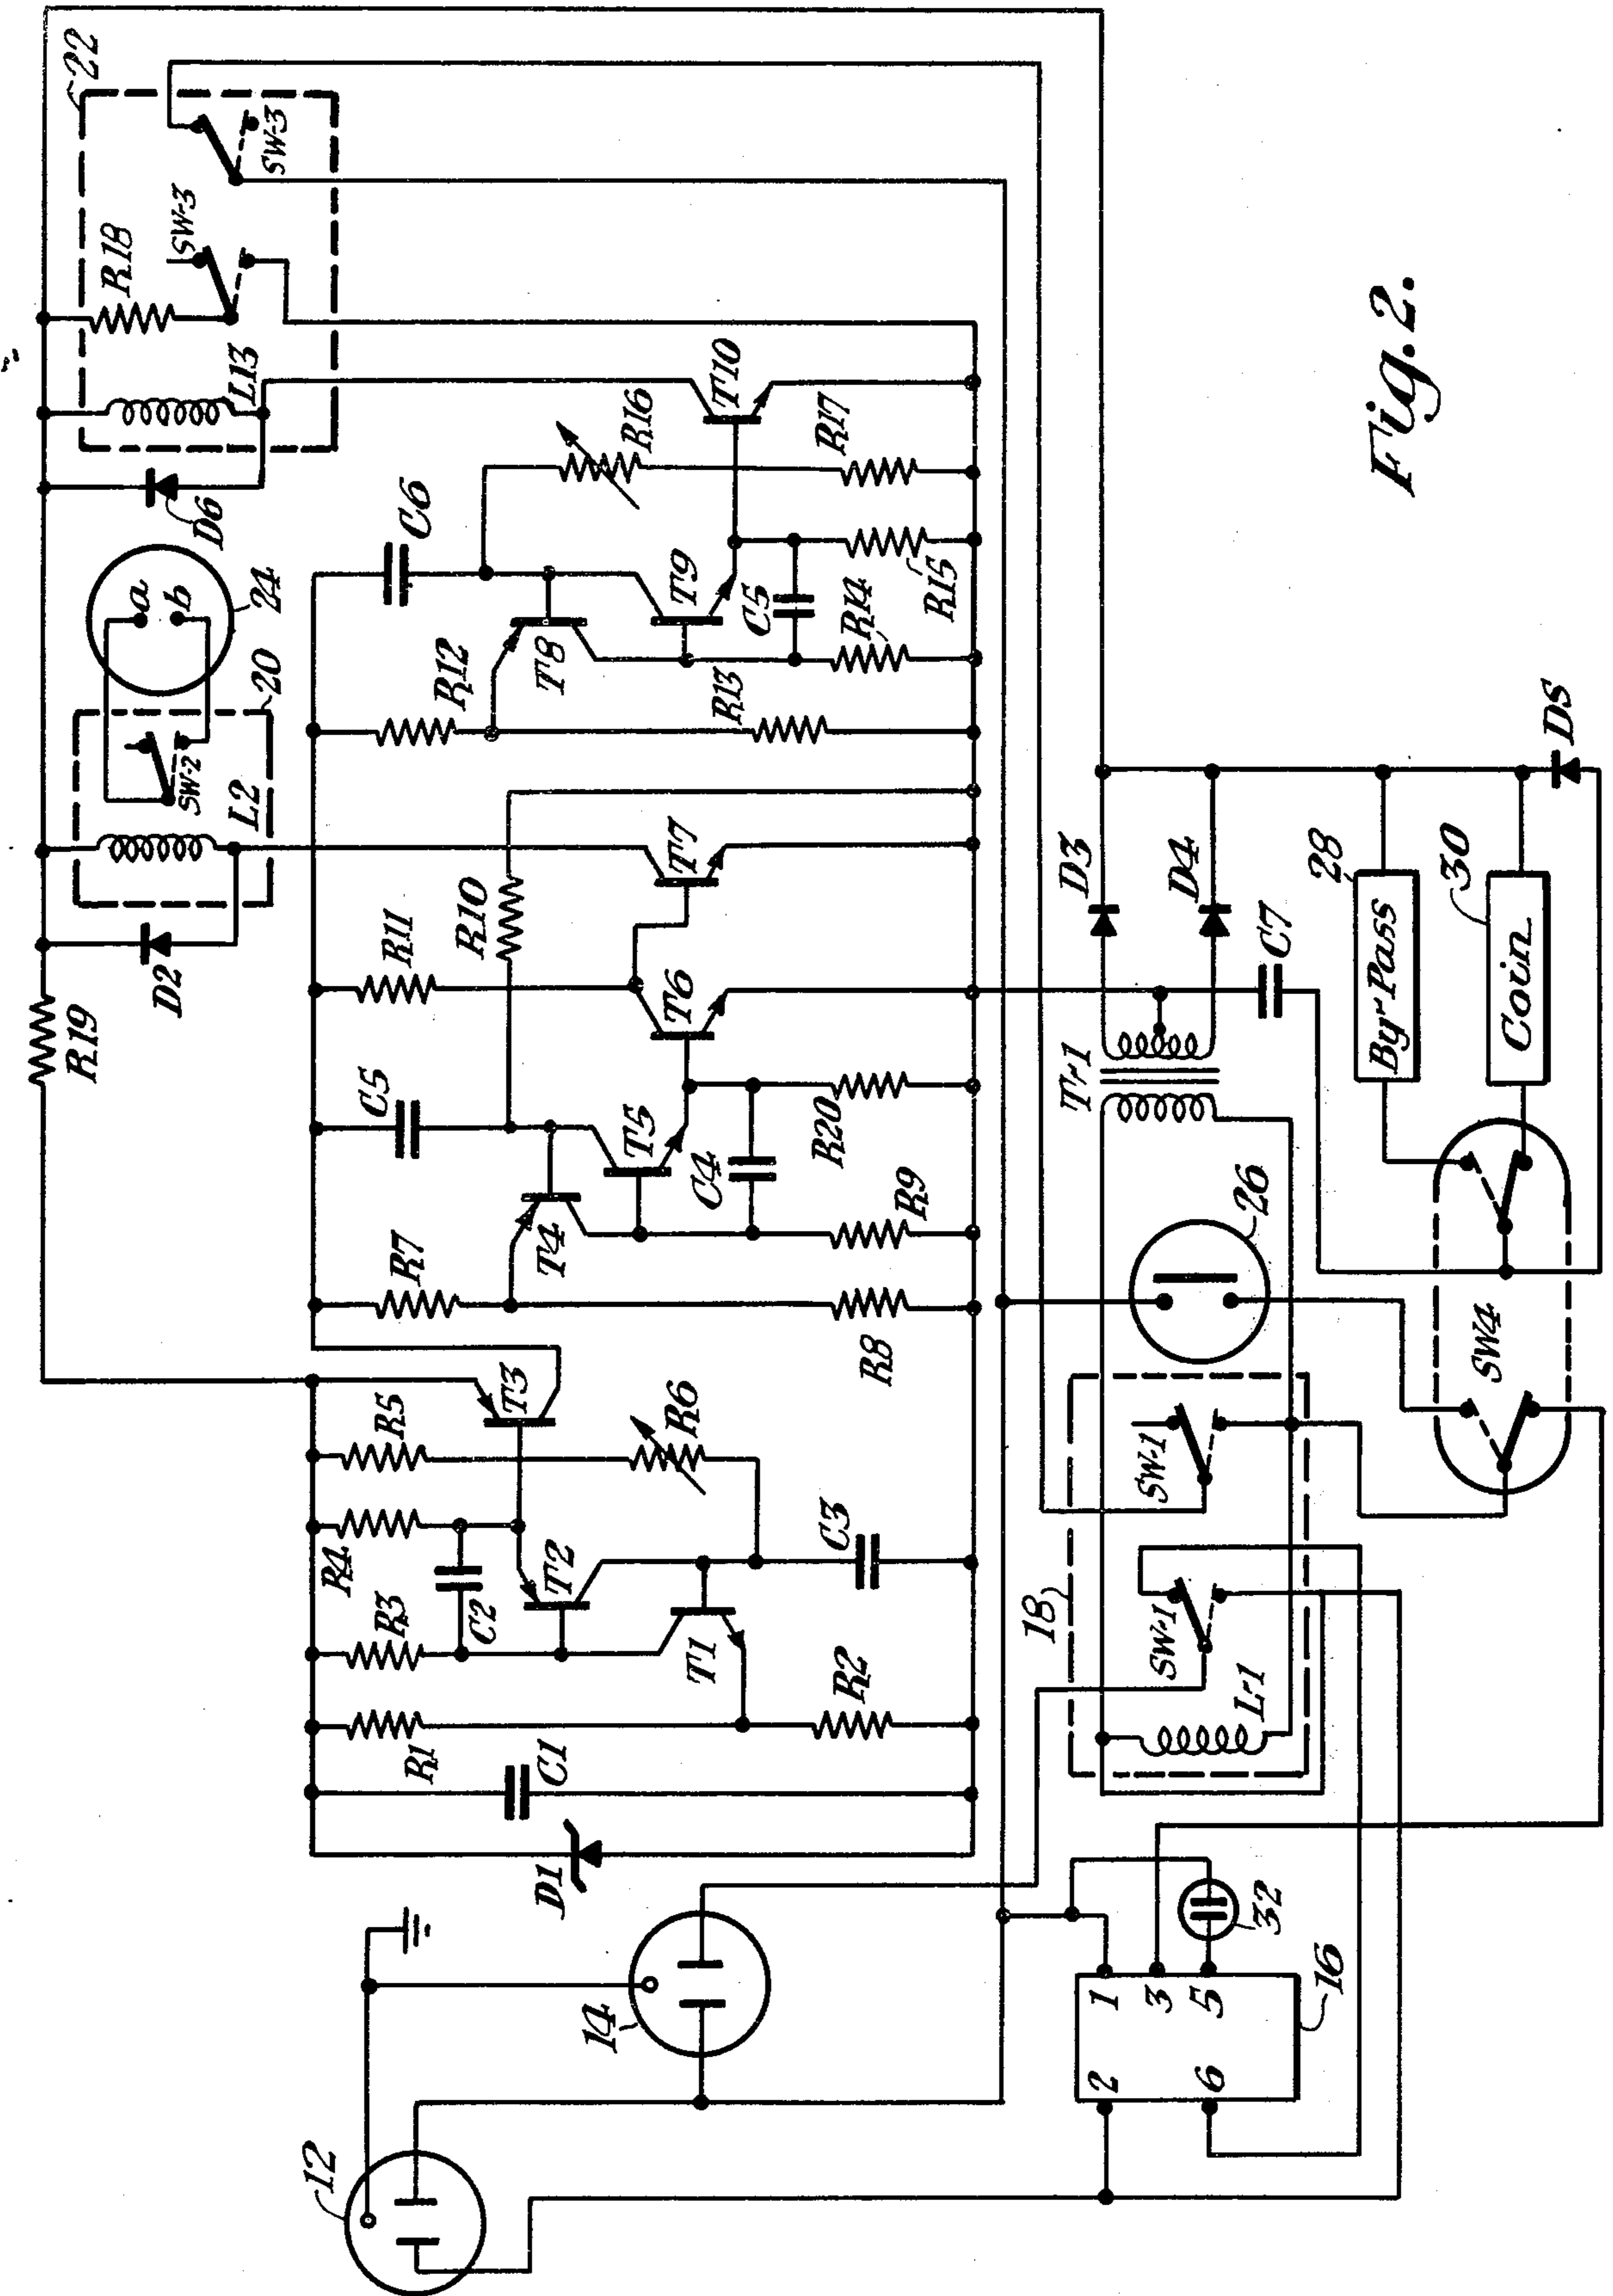 22
SW-3
SW-3
R18
L13
D6
24
a
b
20
SW-2
L2
D2
R19
C6
R16
T10
R17
T9
C5
R15
R14
T8
R12
R13
R11
R10
T7
T6
C5
T5
C4
R20
R9
T4
R7
R8
T3
R5
R6
R4
C2
T2
C3
R3
T1
R2
R1
C1
D1
14
12
D3
D4
C7
Tr1
28
By-Pass
30
Coin
D5
26
SW4
18
SW-1
SW-1
Lr1
32
16
1
3
5
2
6
Fig. 2.